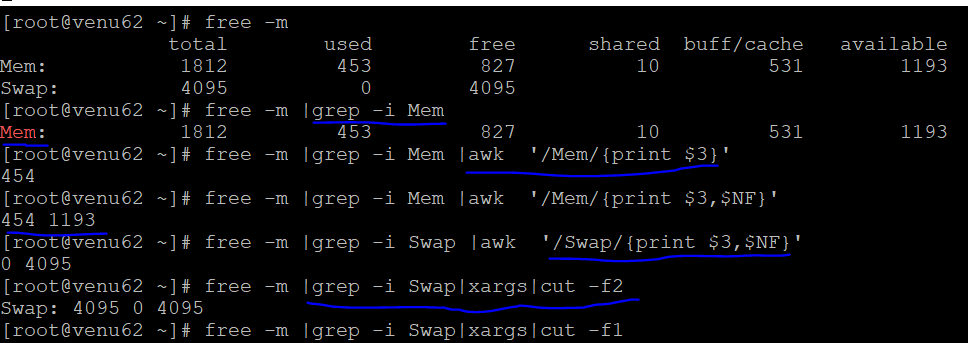 [root@venu62 ~]# free -m
total used free shared buff/cache available
Mem: 1812 453 827 10 531 1193
Swap: 4095 0 4095
[root@venu62 ~]# free -m |grep -i Mem
Mem: 1812 453 827 10 531 1193
[root@venu62 ~]# free -m |grep -i Mem |awk  '/Mem/{print $3}'
454
[root@venu62 ~]# free -m |grep -i Mem |awk  '/Mem/{print $3,$NF}'
454 1193
[root@venu62 ~]# free -m |grep -i Swap |awk  '/Swap/{print $3,$NF}'
0 4095
[root@venu62 ~]# free -m |grep -i Swap|xargs|cut -f2
Swap: 4095 0 4095
[root@venu62 ~]# free -m |grep -i Swap|xargs|cut -f1